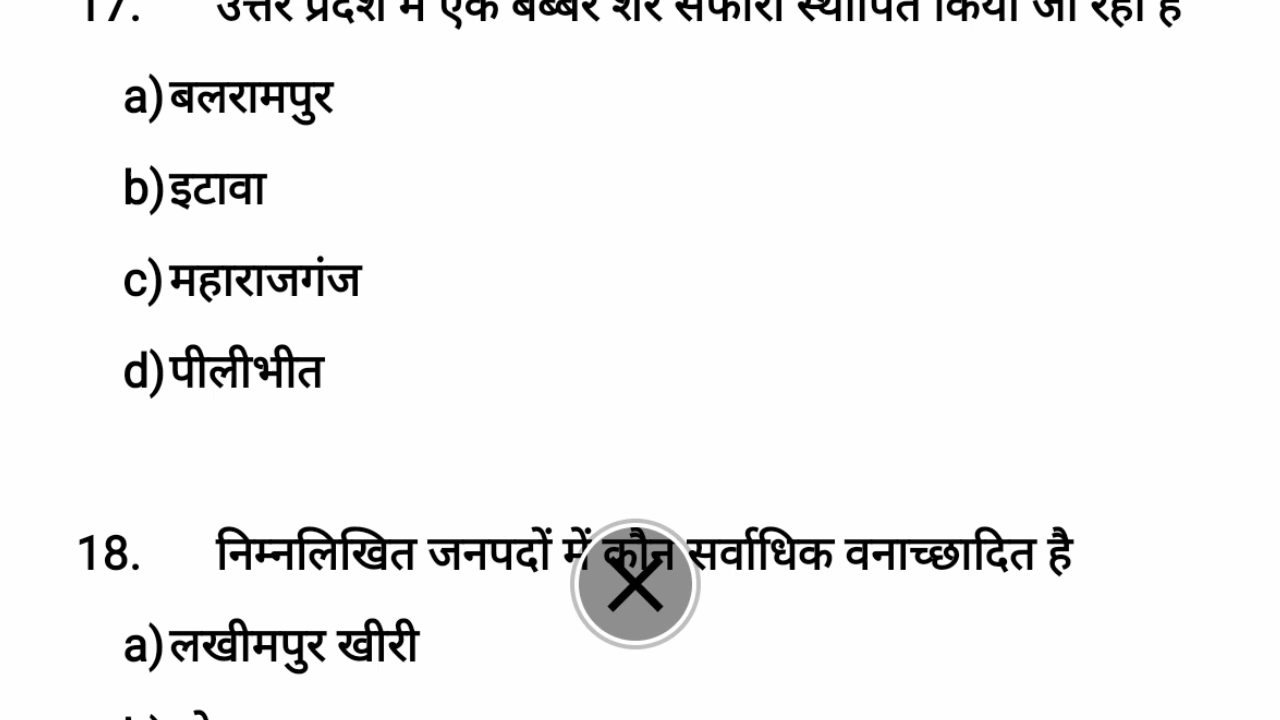 17. उत्तर प्रदेश में एक बब्बर शेर सफारी स्थापित किया जा रहा है
a) बलरामपुर
b) इटावा
c) महाराजगंज
d) पीलीभीत
18. निम्नलिखित जनपदों में कौन सर्वाधिक वनाच्छादित है
a) लखीमपुर खीरी